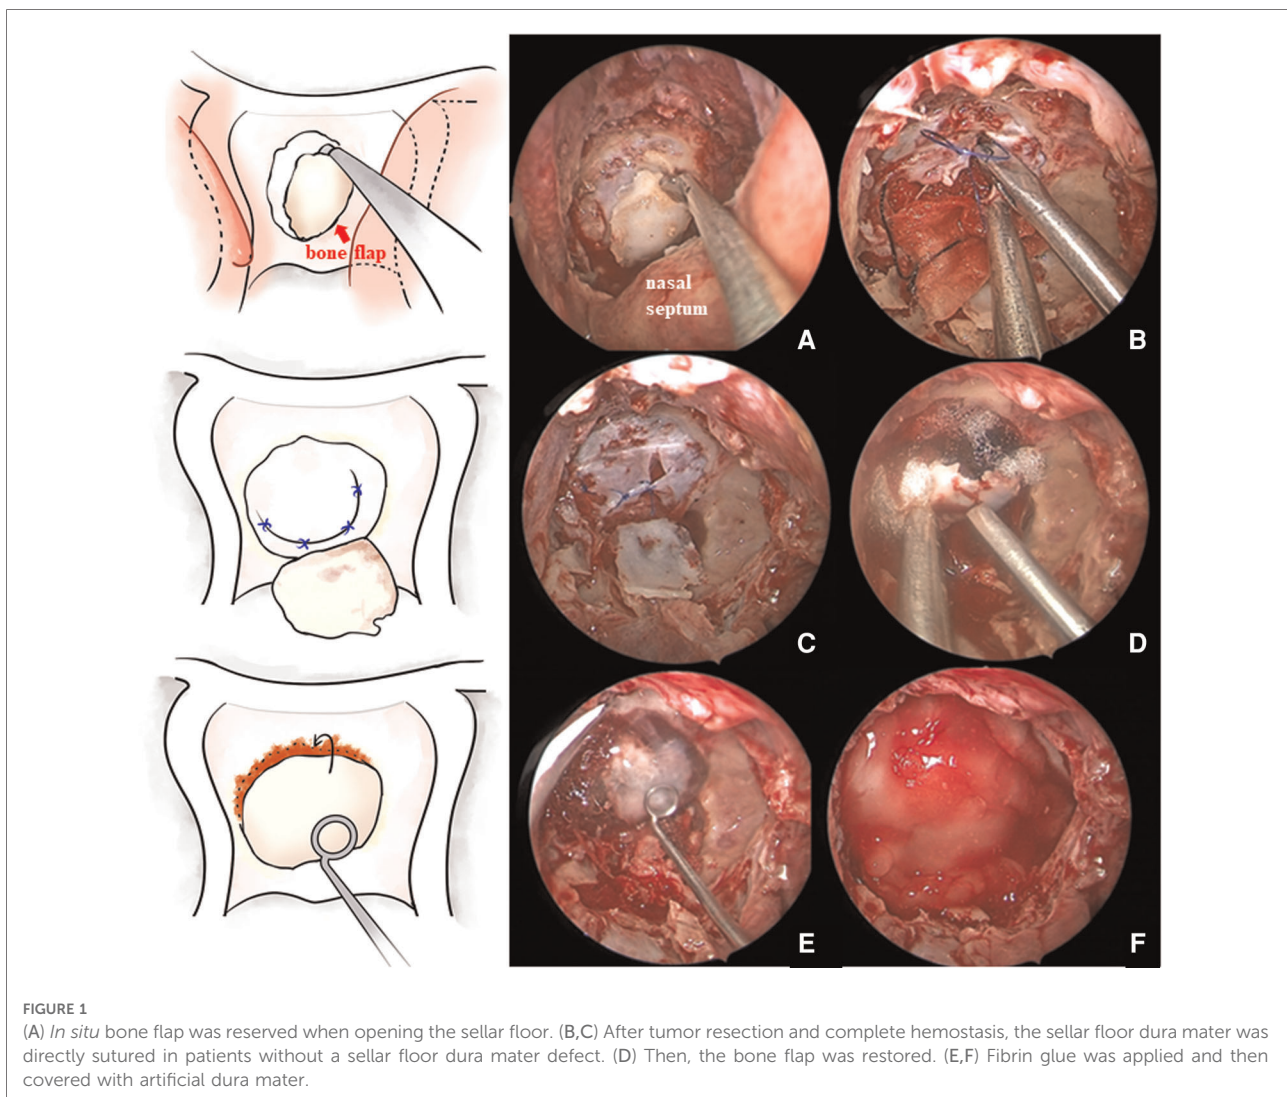 bone flap
nasal
septum
A
B
C
D
E
F
FIGURE 1
(A) In situ bone flap was reserved when opening the sellar floor. (B,C) After tumor resection and complete hemostasis, the sellar floor dura mater was
directly sutured in patients without a sellar floor dura mater defect. (D) Then, the bone flap was restored. (E,F) Fibrin glue was applied and then
covered with artificial dura mater.